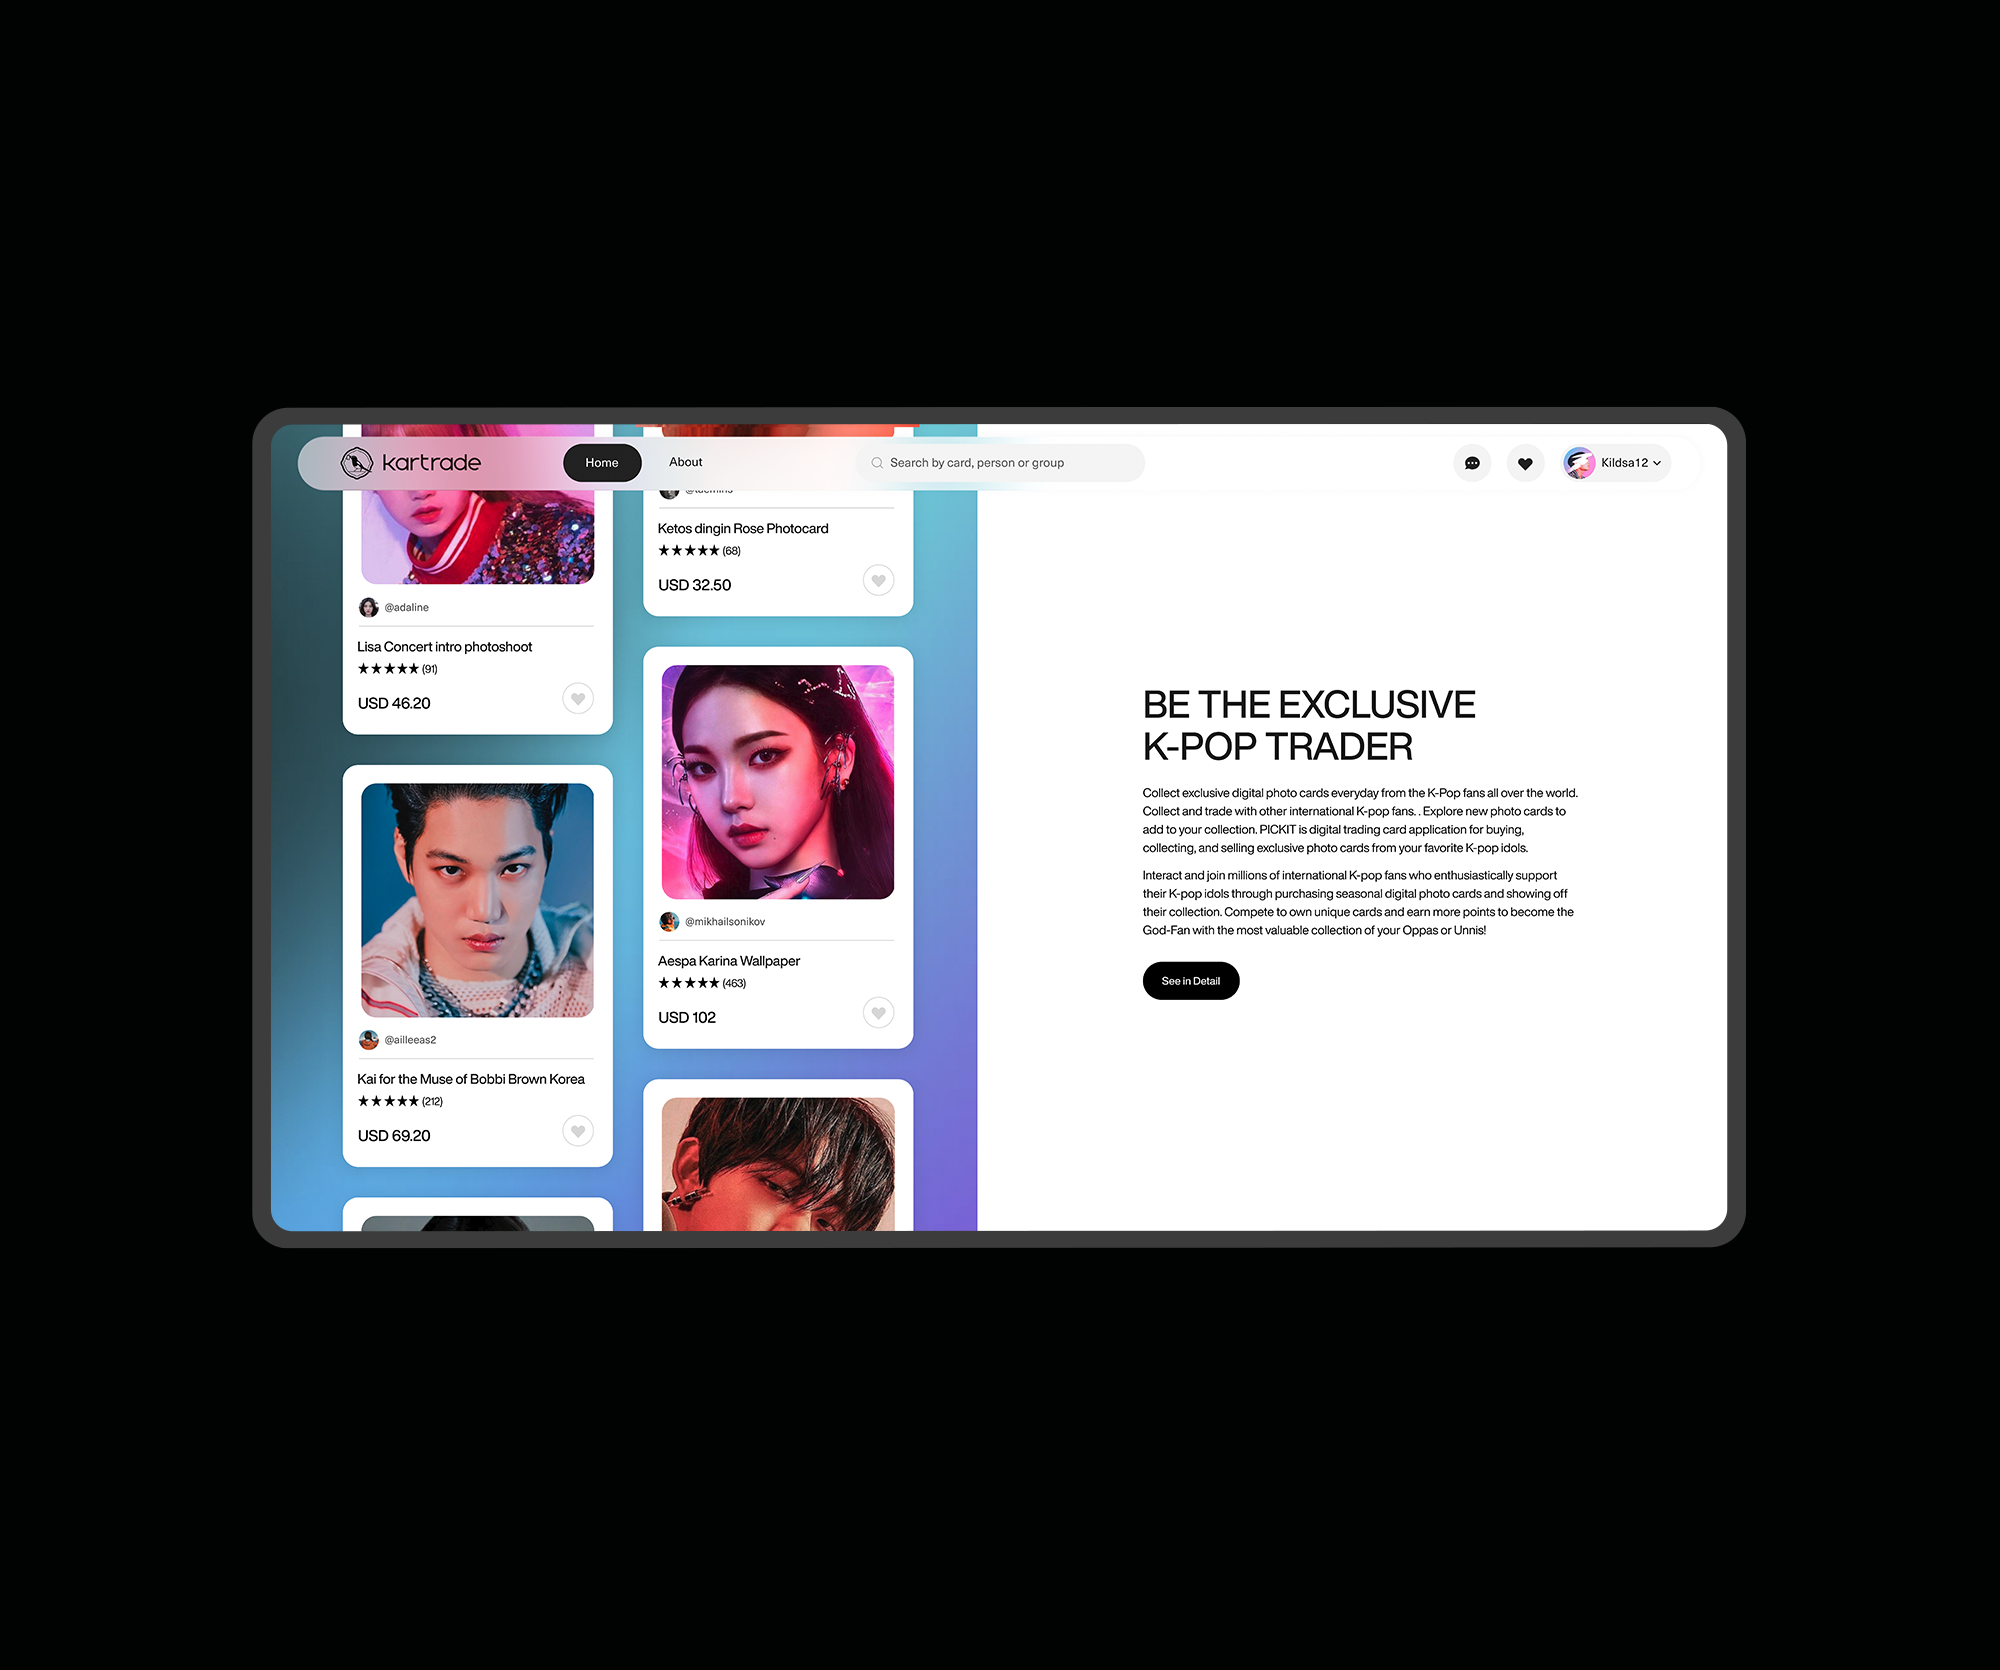 kartrade
Home
About
Search by card, person or group
Kildsa12
@adaline
Lisa Concert intro photoshoot
★★★★★ (91)
USD 46.20
@ailleeas2
Kai for the Muse of Bobbi Brown Korea
★★★★★ (212)
USD 69.20
Ketos dingin Rose Photocard
★★★★★ (68)
USD 32.50
@mikhailsonikov
Aespa Karina Wallpaper
★★★★★ (463)
USD 102
BE THE EXCLUSIVE
K-POP TRADER
Collect exclusive digital photo cards everyday from the K-Pop fans all over the world.
Collect and trade with other international K-pop fans. . Explore new photo cards to
add to your collection. PICKIT is digital trading card application for buying,
collecting, and selling exclusive photo cards from your favorite K-pop idols.
Interact and join millions of international K-pop fans who enthusiastically support
their K-pop idols through purchasing seasonal digital photo cards and showing off
their collection. Compete to own unique cards and earn more points to become the
God-Fan with the most valuable collection of your Oppas or Unnis!
See in Detail